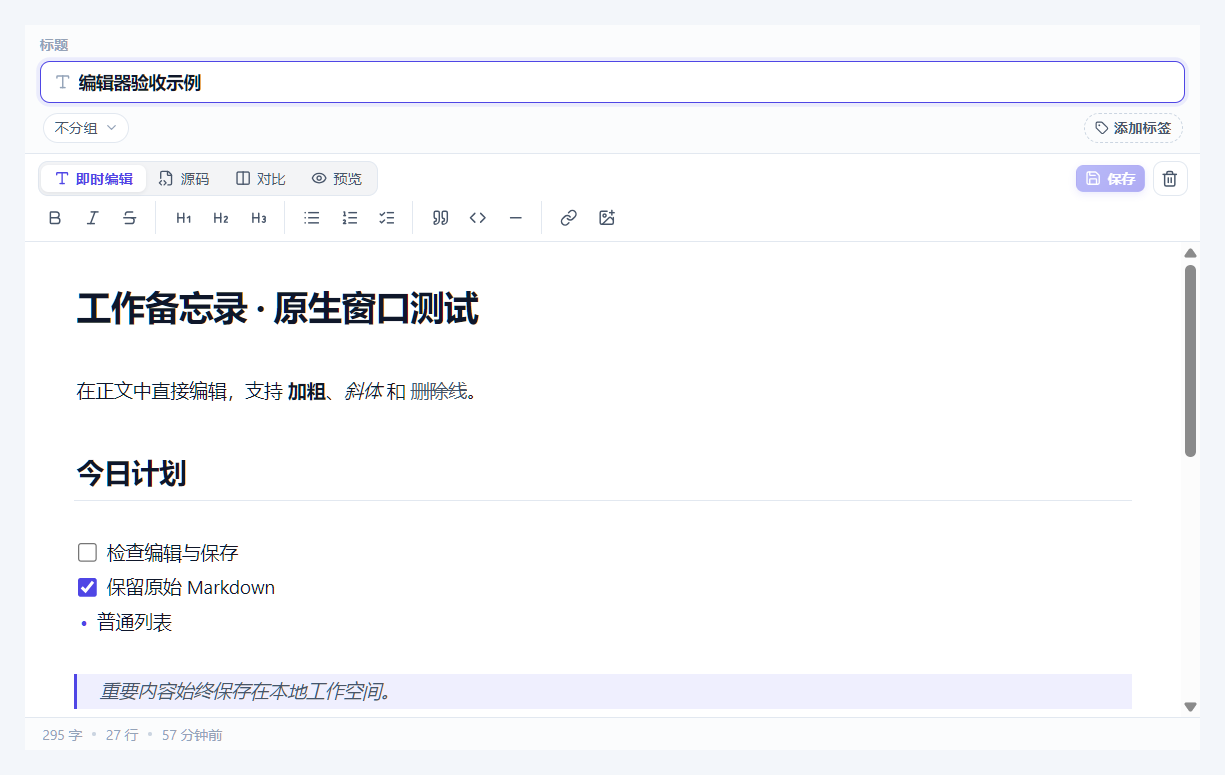 标题
编辑器验收示例
不分组
添加标签
即时编辑 源码 对比 预览
保存
B I S H1 H2 H3
工作备忘录 · 原生窗口测试
在正文中直接编辑，支持 加粗、斜体 和 删除线。
今日计划
检查编辑与保存
保留原始 Markdown
• 普通列表
重要内容始终保存在本地工作空间。
295 字 • 27 行 • 57 分钟前